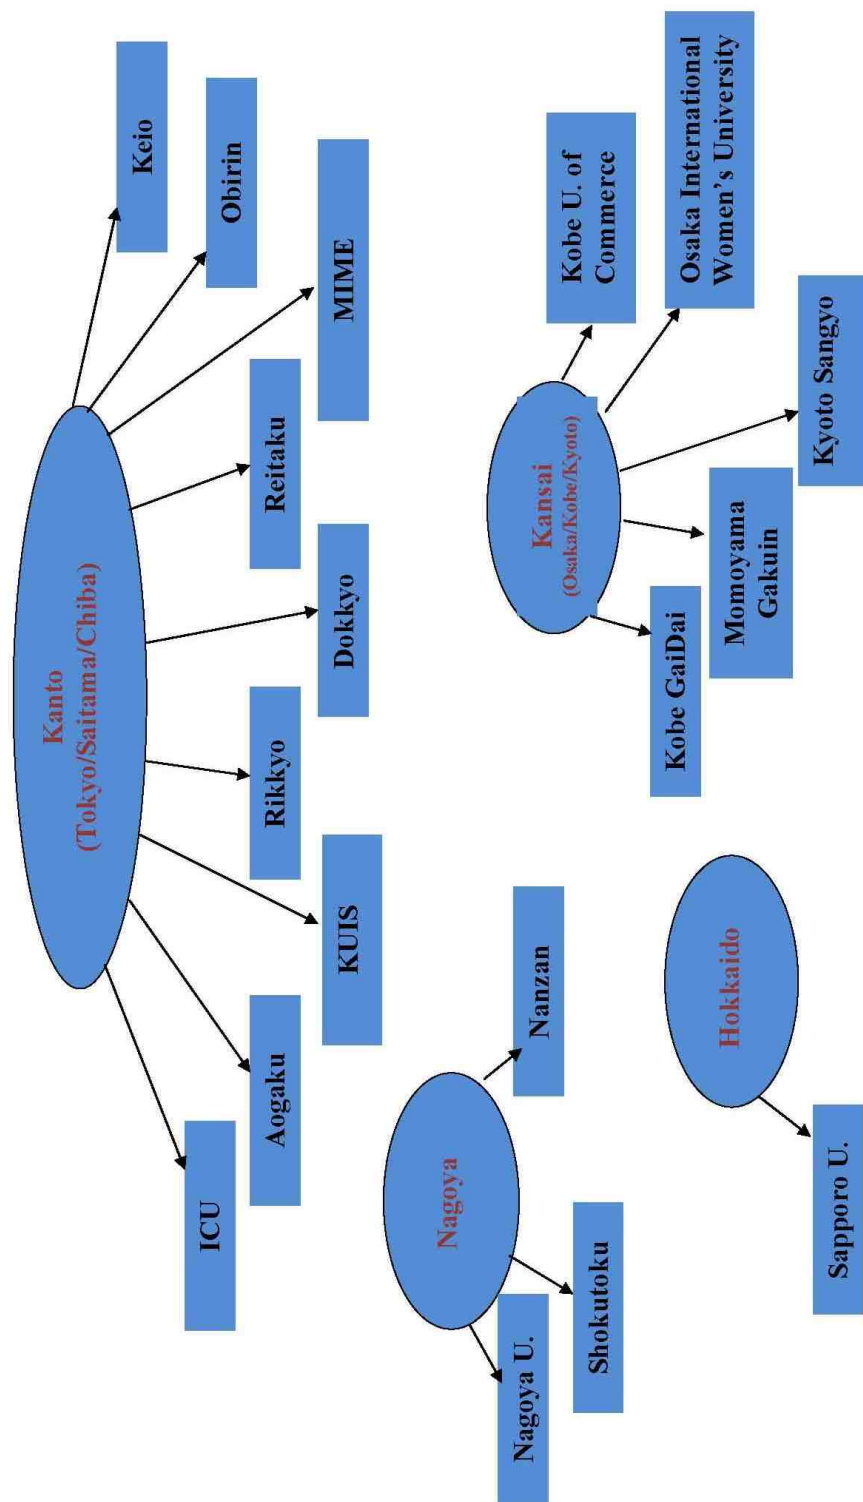 Kanto
(Tokyo/Saitama/Chiba)
ICU
Aogaku
KUIS
Rikkyo
Dokkyo
Reitaku
MIME
Obirin
Keio
Nagoya
Nagoya U.
Shokutoku
Nanzan
Kansai
(Osaka/Kobe/Kyoto)
Kobe GaiDai
Momoyama
Gakuin
Kyoto Sangyo
Osaka International
Women's University
Kobe U. of
Commerce
Hokkaido
Sapporo U.